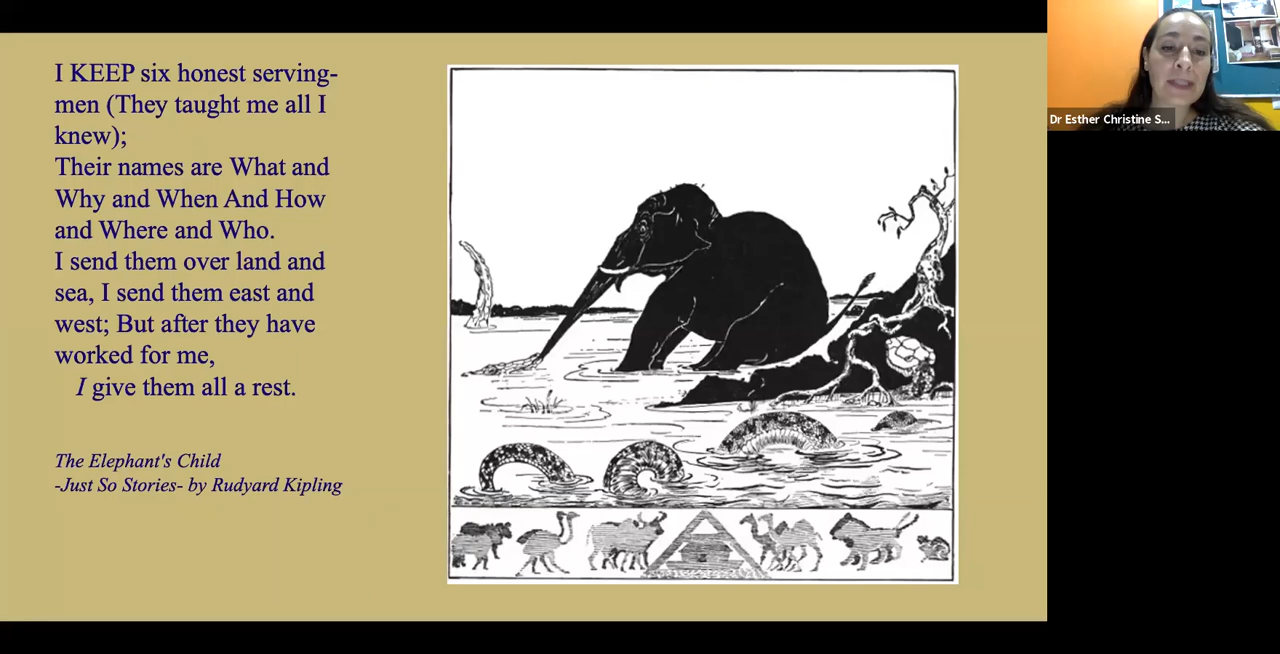 I KEEP six honest serving-
men (They taught me all I
knew);
Their names are What and
Why and When And How
and Where and Who.
I send them over land and
sea, I send them east and
west; But after they have
worked for me,
I give them all a rest.
The Elephant's Child
-Just So Stories- by Rudyard Kipling
Dr Esther Christine S...